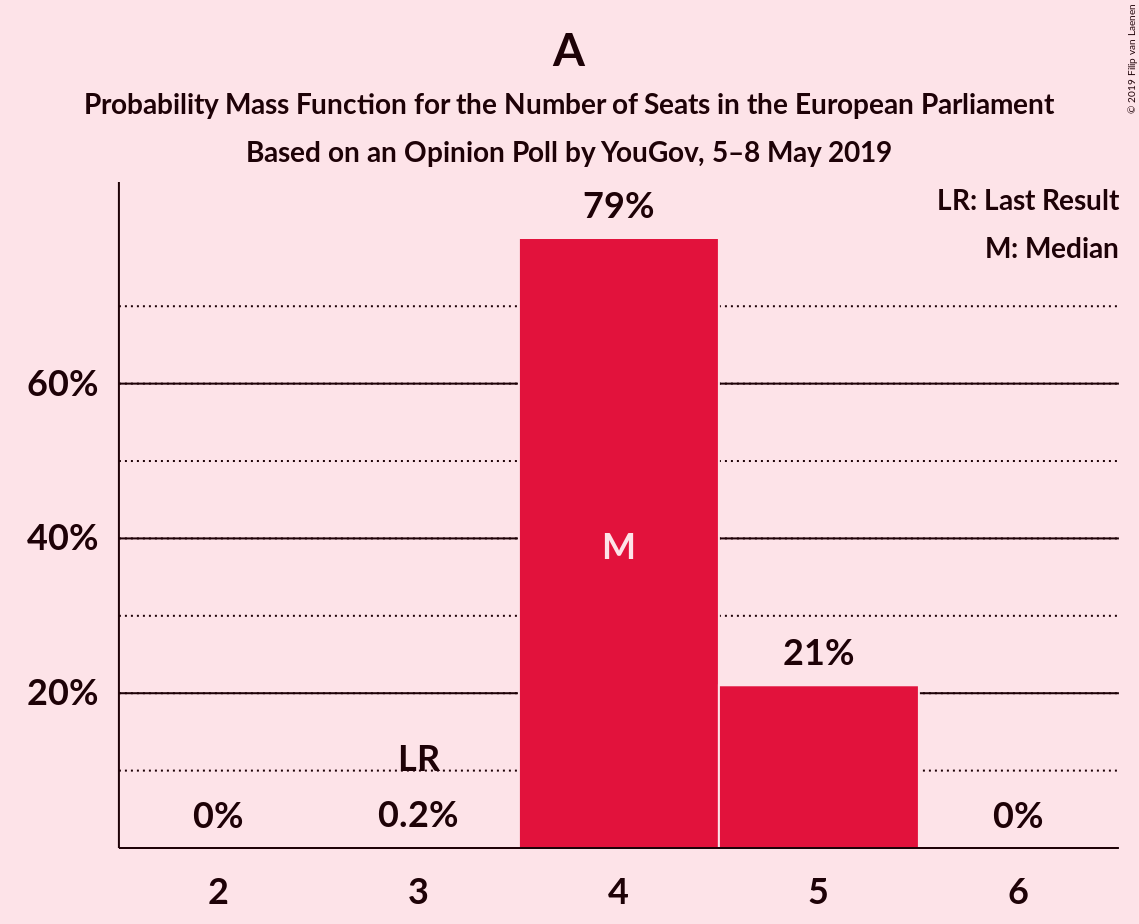 A
Probability Mass Function for the Number of Seats in the European Parliament
Based on an Opinion Poll by YouGov, 5–8 May 2019
© 2019 Filip van Laenen
LR: Last Result
M: Median
79%
60%
40%
M
21%
20%
LR
0%
0.2%
0%
2
3
4
5
6